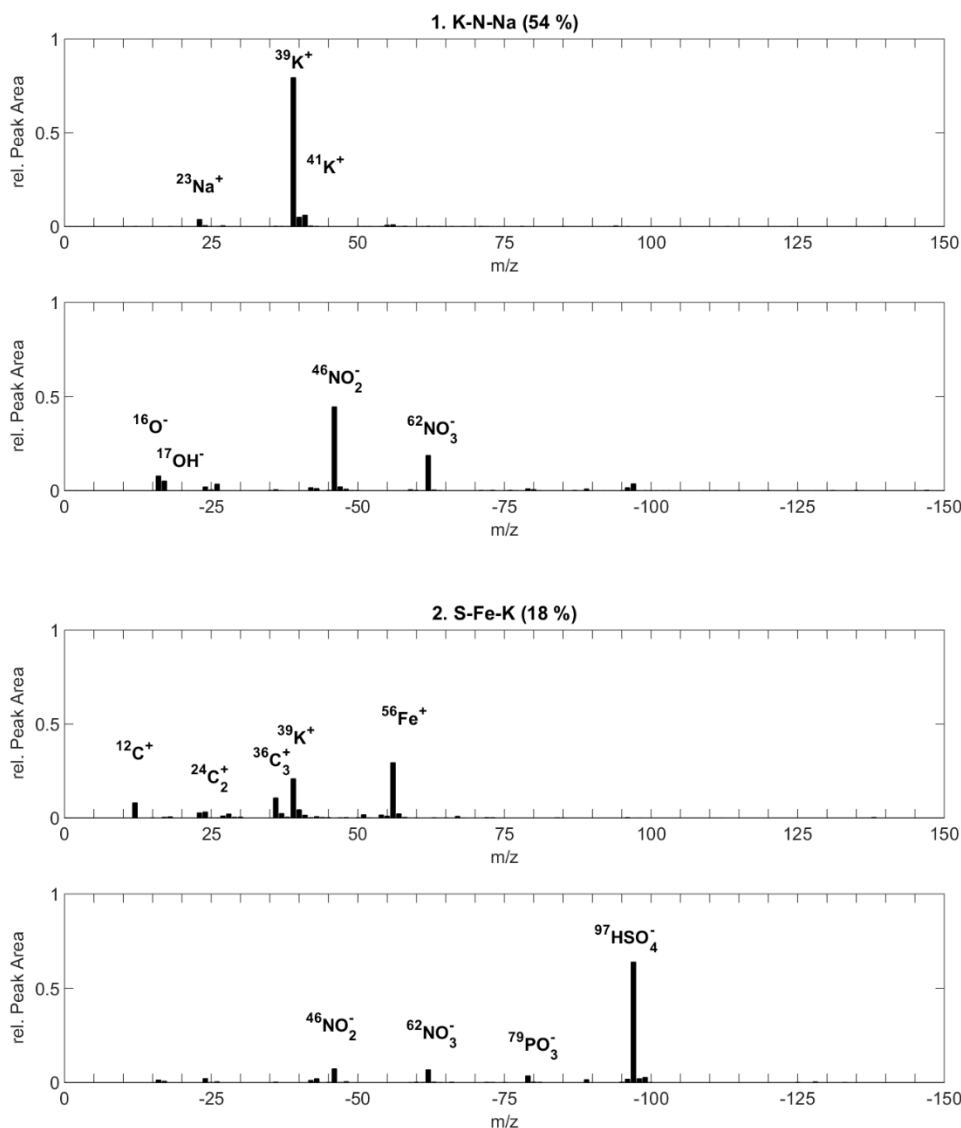 1. K-N-Na (54 %)
rel. Peak Area
1
0.5
0
³⁹K⁺
⁴¹K⁺
²³Na⁺
0 25 50 75 100 125 150
m/z
rel. Peak Area
1
0.5
0
⁴⁶NO₂⁻
⁶²NO₃⁻
¹⁶O⁻
¹⁷OH⁻
0 -25 -50 -75 -100 -125 -150
m/z
2. S-Fe-K (18 %)
rel. Peak Area
1
0.5
0
⁵⁶Fe⁺
³⁹K⁺
¹²C⁺
³⁶C₃⁺
²⁴C₂⁺
0 25 50 75 100 125 150
m/z
rel. Peak Area
1
0.5
0
⁹⁷HSO₄⁻
⁴⁶NO₂⁻
⁶²NO₃⁻
⁷⁹PO₃⁻
0 -25 -50 -75 -100 -125 -150
m/z